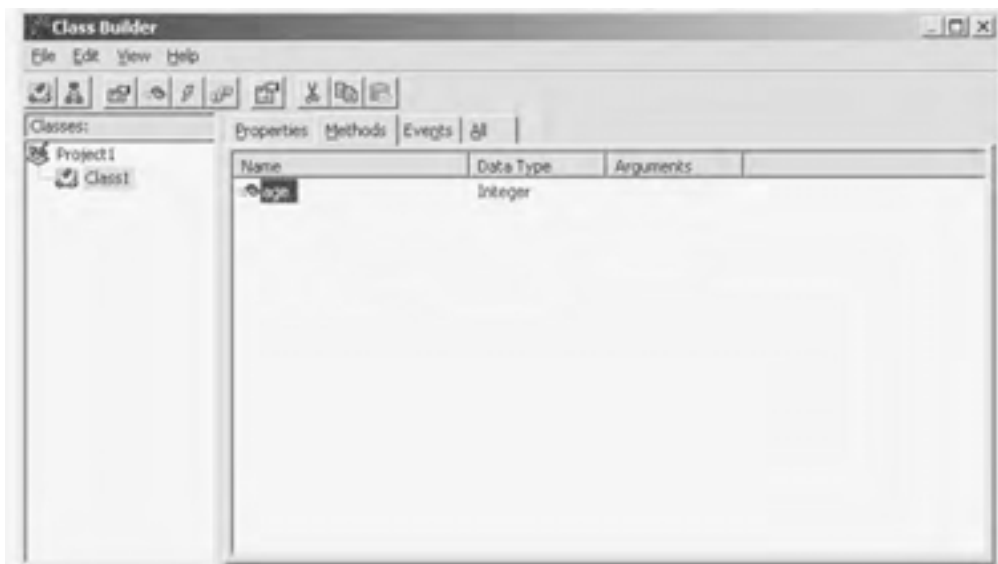 Class Builder
File Edit View Help
Classes:
Properties Methods Events All
Project1
Class1
Name Data Type Arguments
age Integer